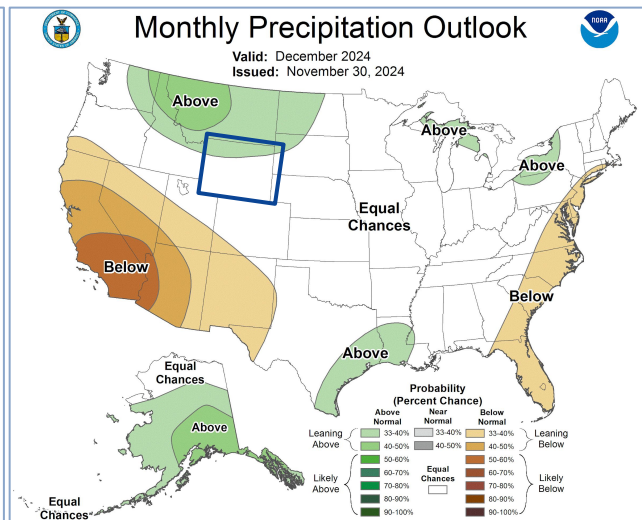 Monthly Precipitation Outlook
NOAA
Valid: December 2024
Issued: November 30, 2024
Above
Above
Above
Equal
Chances
Below
Below
Above
Equal
Chances
Above
Equal
Chances
Probability
(Percent Chance)
Above
Normal
Near
Normal
Below
Normal
Leaning
Above
33-40%
33-40%
33-40%
Leaning
Below
40-50%
40-50%
40-50%
Likely
Above
50-60%
60-70%
70-80%
80-90%
90-100%
Equal
Chances
50-60%
60-70%
70-80%
80-90%
90-100%
Likely
Below